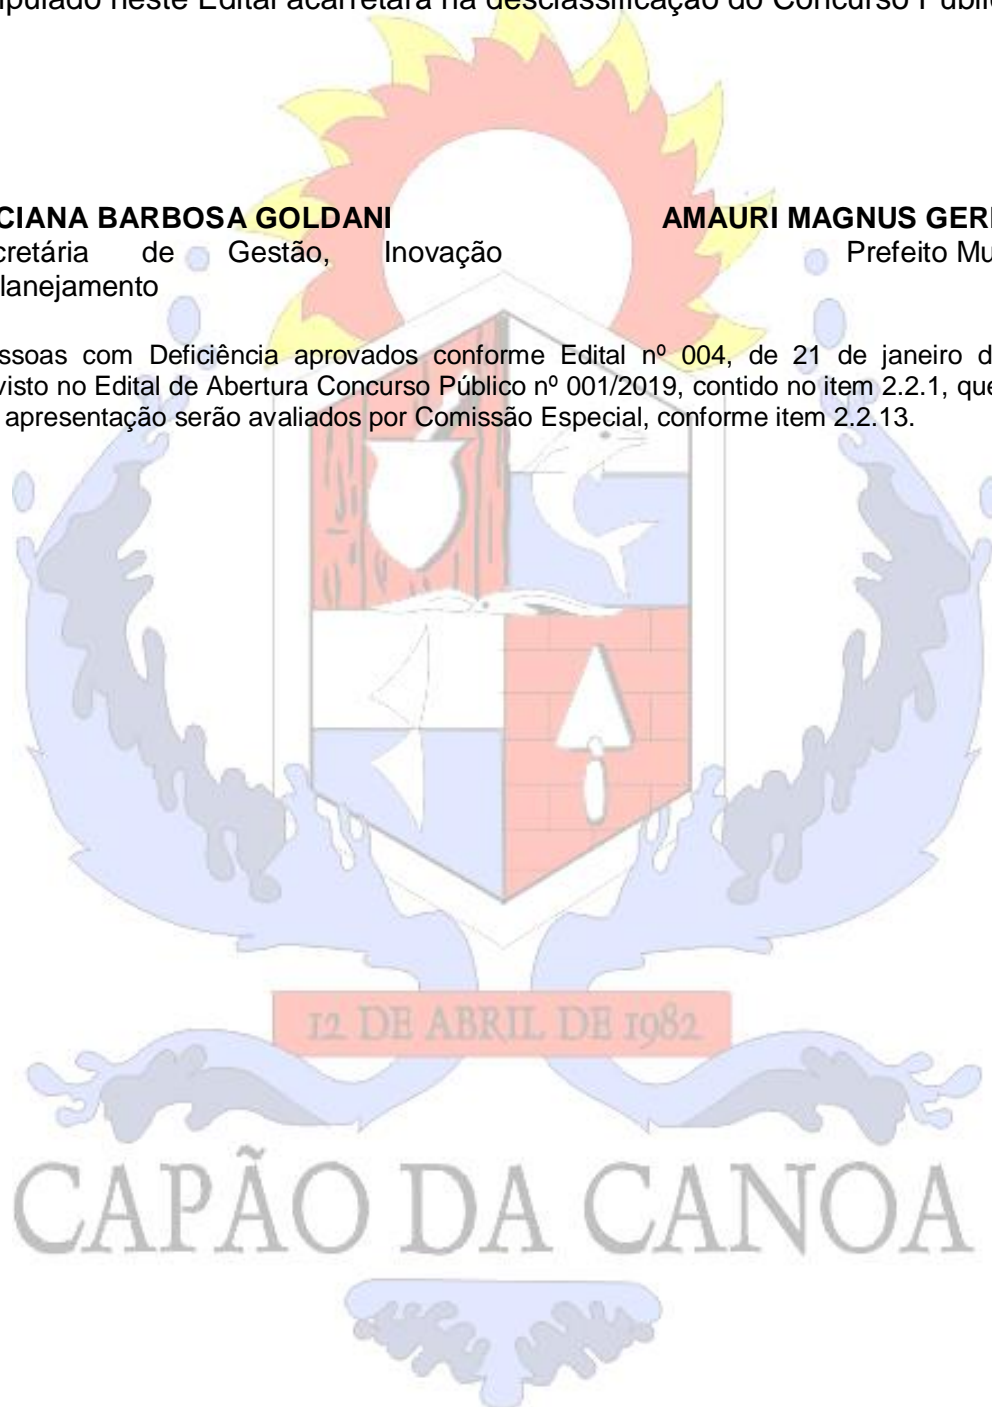 ipulado neste Edital acarretará na desclassificação do Concurso Públic
CIANA BARBOSA GOLDANI
AMAURI MAGNUS GER
cretária de Gestão, Inovação
Prefeito Mu
lanejamento
ssoas com Deficiência aprovados conforme Edital nº 004, de 21 de janeiro d
visto no Edital de Abertura Concurso Público nº 001/2019, contido no item 2.2.1, que
apresentação serão avaliados por Comissão Especial, conforme item 2.2.13.
12 DE ABRIL DE 1982
CAPÃO DA CANOA